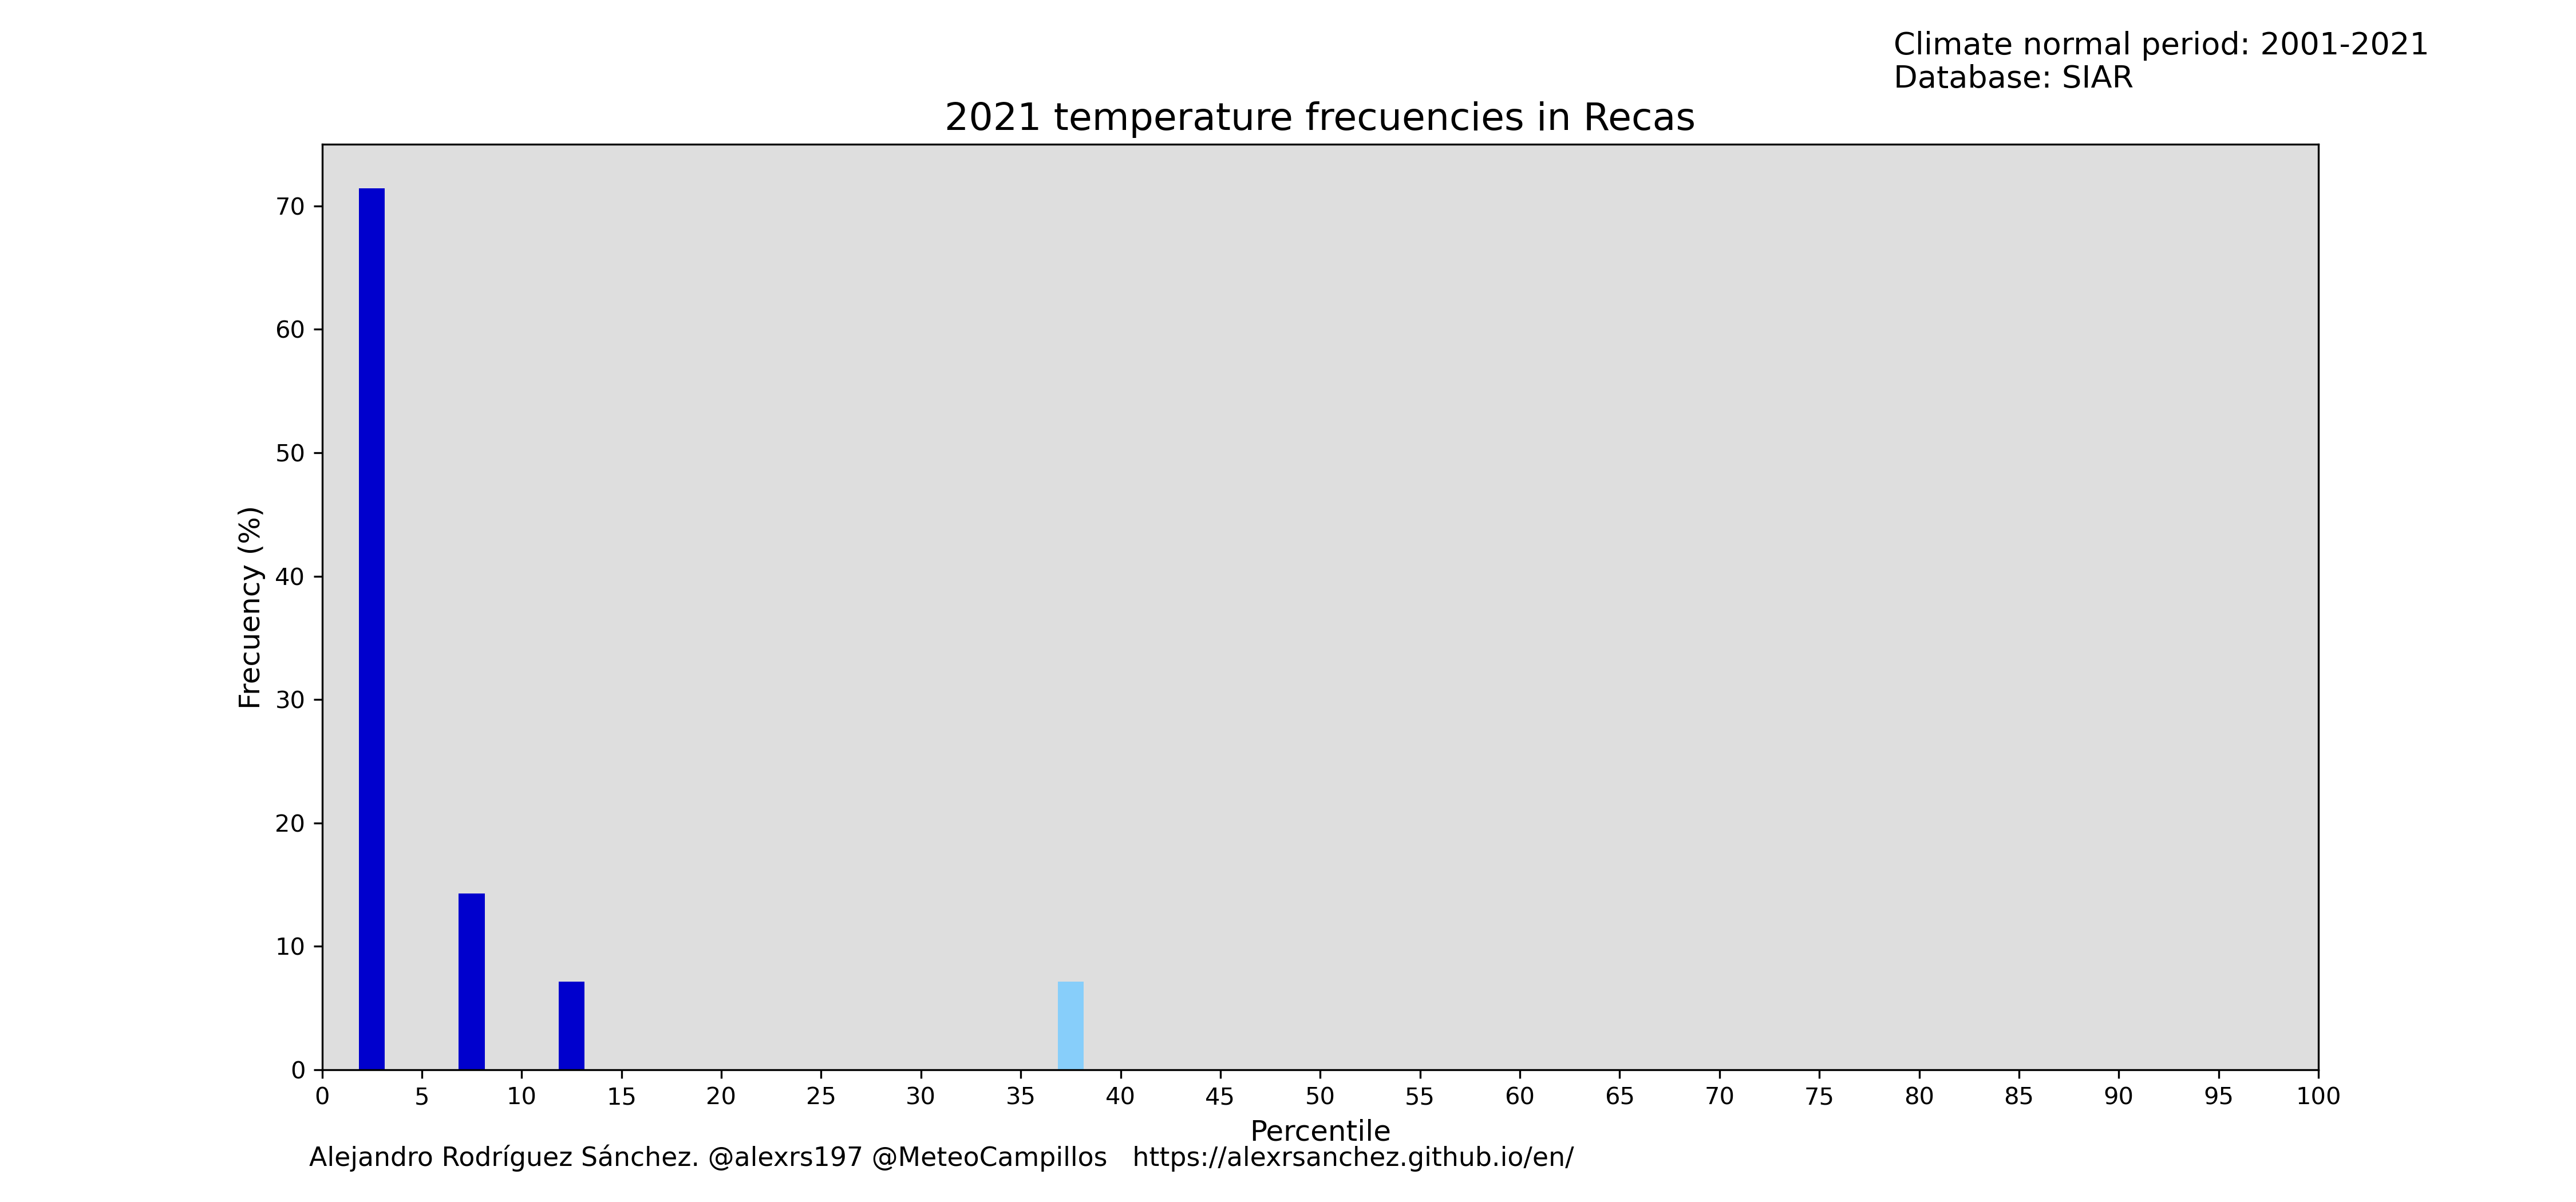 Climate normal period: 2001-2021
Database: SIAR
2021 temperature frecuencies in Recas
Frecuency (%)
70
60
50
40
30
20
10
0
0 5 10 15 20 25 30 35 40 45 50 55 60 65 70 75 80 85 90 95 100
Percentile
Alejandro Rodríguez Sánchez. @alexrs197 @MeteoCampillos https://alexrsanchez.github.io/en/